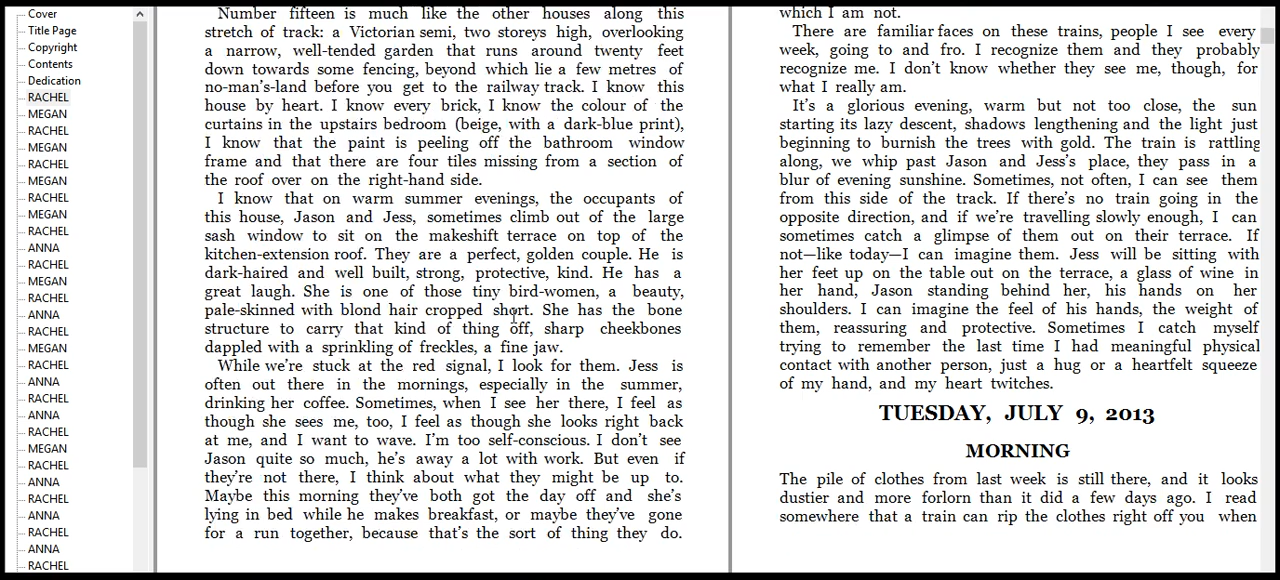 Cover
Title Page
Copyright
Contents
Dedication
RACHEL
MEGAN
RACHEL
MEGAN
RACHEL
MEGAN
RACHEL
MEGAN
RACHEL
ANNA
RACHEL
MEGAN
RACHEL
ANNA
RACHEL
MEGAN
RACHEL
ANNA
RACHEL
ANNA
RACHEL
MEGAN
RACHEL
ANNA
RACHEL
ANNA
RACHEL
ANNA
RACHEL
Number fifteen is much like the other houses along this
stretch of track: a Victorian semi, two storeys high, overlooking
a narrow, well-tended garden that runs around twenty feet
down towards some fencing, beyond which lie a few metres of
no-man's-land before you get to the railway track. I know this
house by heart. I know every brick, I know the colour of the
curtains in the upstairs bedroom (beige, with a dark-blue print),
I know that the paint is peeling off the bathroom window
frame and that there are four tiles missing from a section of
the roof over on the right-hand side.
I know that on warm summer evenings, the occupants of
this house, Jason and Jess, sometimes climb out of the large
sash window to sit on the makeshift terrace on top of the
kitchen-extension roof. They are a perfect, golden couple. He is
dark-haired and well built, strong, protective, kind. He has a
great laugh. She is one of those tiny bird-women, a beauty,
pale-skinned with blond hair cropped short. She has the bone
structure to carry that kind of thing off, sharp cheekbones
dappled with a sprinkling of freckles, a fine jaw.
While we're stuck at the red signal, I look for them. Jess is
often out there in the mornings, especially in the summer,
drinking her coffee. Sometimes, when I see her there, I feel as
though she sees me, too, I feel as though she looks right back
at me, and I want to wave. I'm too self-conscious. I don't see
Jason quite so much, he's away a lot with work. But even if
they're not there, I think about what they might be up to.
Maybe this morning they've both got the day off and she's
lying in bed while he makes breakfast, or maybe they've gone
for a run together, because that's the sort of thing they do.
which I am not.
There are familiar faces on these trains, people I see every
week, going to and fro. I recognize them and they probably
recognize me. I don't know whether they see me, though, for
what I really am.
It's a glorious evening, warm but not too close, the sun
starting its lazy descent, shadows lengthening and the light just
beginning to burnish the trees with gold. The train is rattling
along, we whip past Jason and Jess's place, they pass in a
blur of evening sunshine. Sometimes, not often, I can see them
from this side of the track. If there's no train going in the
opposite direction, and if we're travelling slowly enough, I can
sometimes catch a glimpse of them out on their terrace. If
not—like today—I can imagine them. Jess will be sitting with
her feet up on the table out on the terrace, a glass of wine in
her hand, Jason standing behind her, his hands on her
shoulders. I can imagine the feel of his hands, the weight of
them, reassuring and protective. Sometimes I catch myself
trying to remember the last time I had meaningful physical
contact with another person, just a hug or a heartfelt squeeze
of my hand, and my heart twitches.
TUESDAY, JULY 9, 2013
MORNING
The pile of clothes from last week is still there, and it looks
dustier and more forlorn than it did a few days ago. I read
somewhere that a train can rip the clothes right off you when